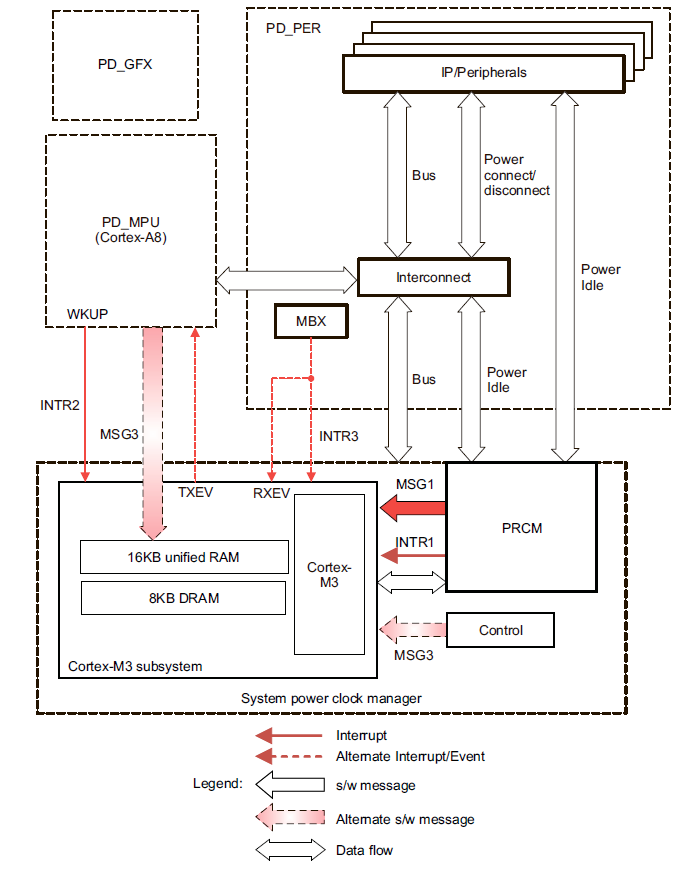 PD_GFX
PD_PER
IP/Peripherals
Bus
Power
connect/
disconnect
PD_MPU
(Cortex-A8)
Interconnect
Power
Idle
WKUP
MBX
Bus
Power
Idle
INTR2
MSG3
INTR3
TXEV
RXEV
MSG1
PRCM
INTR1
16KB unified RAM
Cortex-
M3
8KB DRAM
Control
MSG3
Cortex-M3 subsystem
System power clock manager
Interrupt
Alternate Interrupt/Event
Legend:
s/w message
Alternate s/w message
Data flow